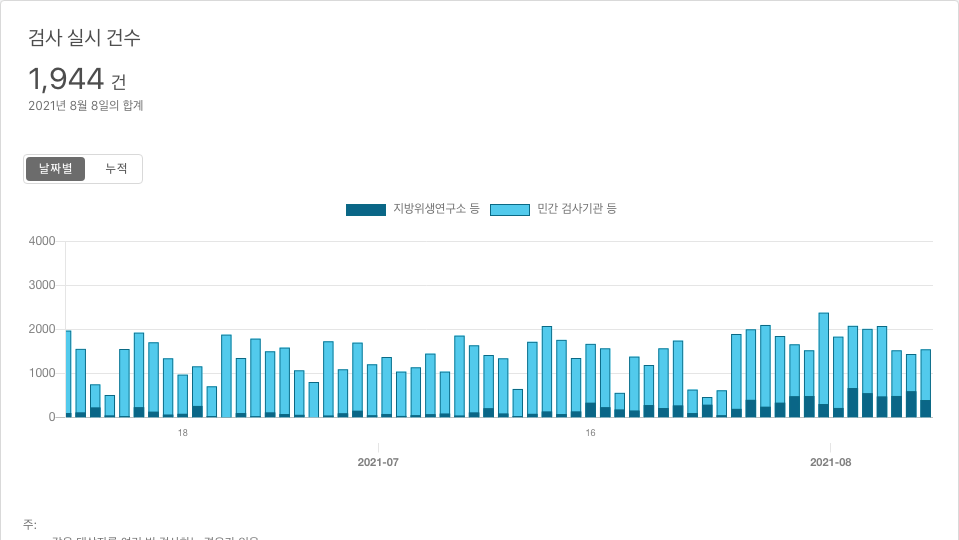 검사 실시 건수
1,944 건
2021년 8월 8일의 합계
날짜별 누적
지방위생연구소 등 민간 검사기관 등
4000
3000
2000
1000
0
18 16
2021-07 2021-08
주: